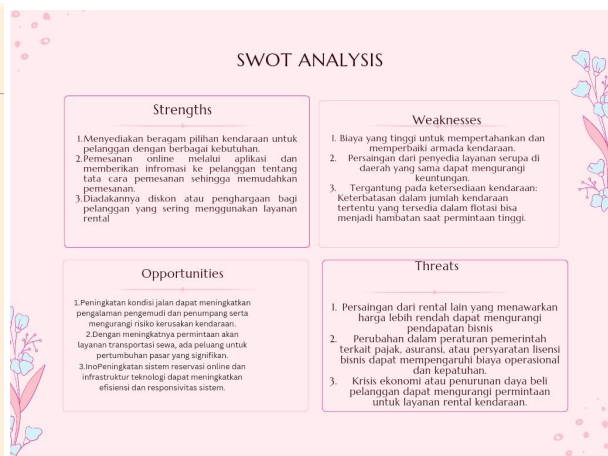 SWOT ANALYSIS
Strengths
1.Menyediakan beragam pilihan kendaraan untuk
pelanggan dengan berbagai kebutuhan.
2.Pemesanan online melalui aplikasi dan
memberikan infromasi ke pelanggan tentang
tata cara pemesanan sehingga memudahkan
pemesanan.
3.Diadakannya diskon atau penghargaan bagi
pelanggan yang sering menggunakan layanan
rental
Weaknesses
1. Biaya yang tinggi untuk mempertahankan dan
memperbaiki armada kendaraan.
2. Persaingan dari penyedia layanan serupa di
daerah yang sama dapat mengurangi
keuntungan.
3. Tergantung pada ketersediaan kendaraan:
Keterbatasan dalam jumlah kendaraan
tertentu yang tersedia dalam flotasi bisa
menjadi hambatan saat permintaan tinggi.
Opportunities
1.Peningkatan kondisi jalan dapat meningkatkan
pengalaman pengemudi dan penumpang serta
mengurangi risiko kerusakan kendaraan.
2.Dengan meningkatnya permintaan akan
layanan transportasi sewa, ada peluang untuk
pertumbuhan pasar yang signifikan.
3.InoPeningkatan sistem reservasi online dan
infrastruktur teknologi dapat meningkatkan
efisiensi dan responsivitas sistem.
Threats
1. Persaingan dari rental lain yang menawarkan
harga lebih rendah dapat mengurangi
pendapatan bisnis
2. Perubahan dalam peraturan pemerintah
terkait pajak, asuransi, atau persyaratan lisensi
bisnis dapat mempengaruhi biaya operasional
dan kepatuhan.
3. Krisis ekonomi atau penurunan daya beli
pelanggan dapat mengurangi permintaan
untuk layanan rental kendaraan.